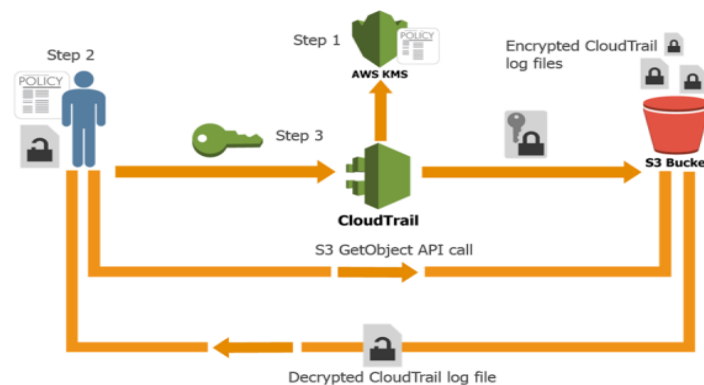 Step 1
Step 2
POLICY
AWS KMS
Encrypted CloudTrail
log files
Step 3
CloudTrail
S3 Bucke
S3 GetObject API call
Decrypted CloudTrail log file